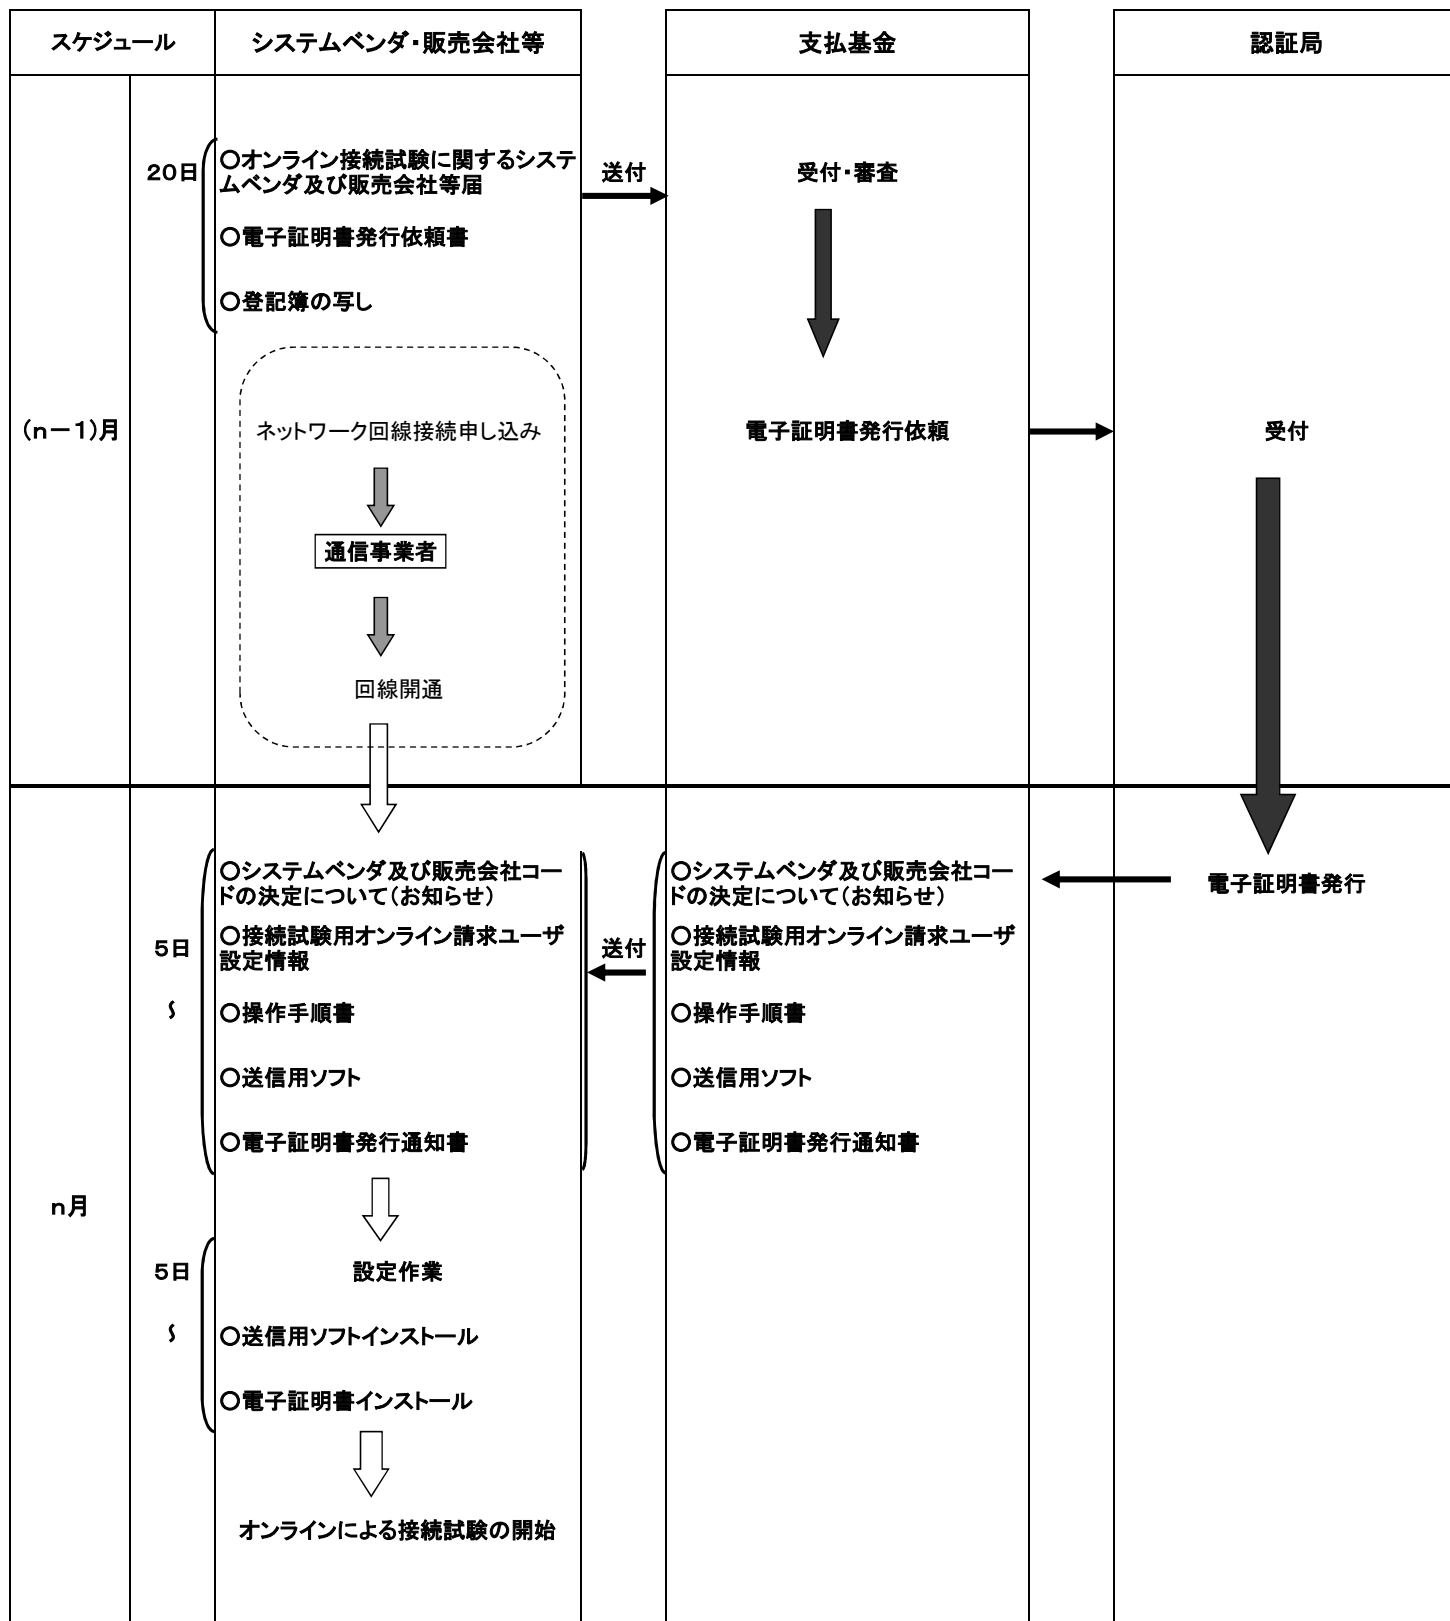 スケジュール
システムベンダ・販売会社等
支払基金
認証局
(n－1)月
20日
○オンライン接続試験に関するシステ
ムベンダ及び販売会社等届
○電子証明書発行依頼書
○登記簿の写し
送付
受付・審査
ネットワーク回線接続申し込み
通信事業者
回線開通
電子証明書発行依頼
受付
n月
5日
～
○システムベンダ及び販売会社コー
ドの決定について（お知らせ）
○接続試験用オンライン請求ユーザ
設定情報
○操作手順書
○送信用ソフト
○電子証明書発行通知書
送付
○システムベンダ及び販売会社コー
ドの決定について（お知らせ）
○接続試験用オンライン請求ユーザ
設定情報
○操作手順書
○送信用ソフト
○電子証明書発行通知書
電子証明書発行
5日
～
設定作業
○送信用ソフトインストール
○電子証明書インストール
オンラインによる接続試験の開始